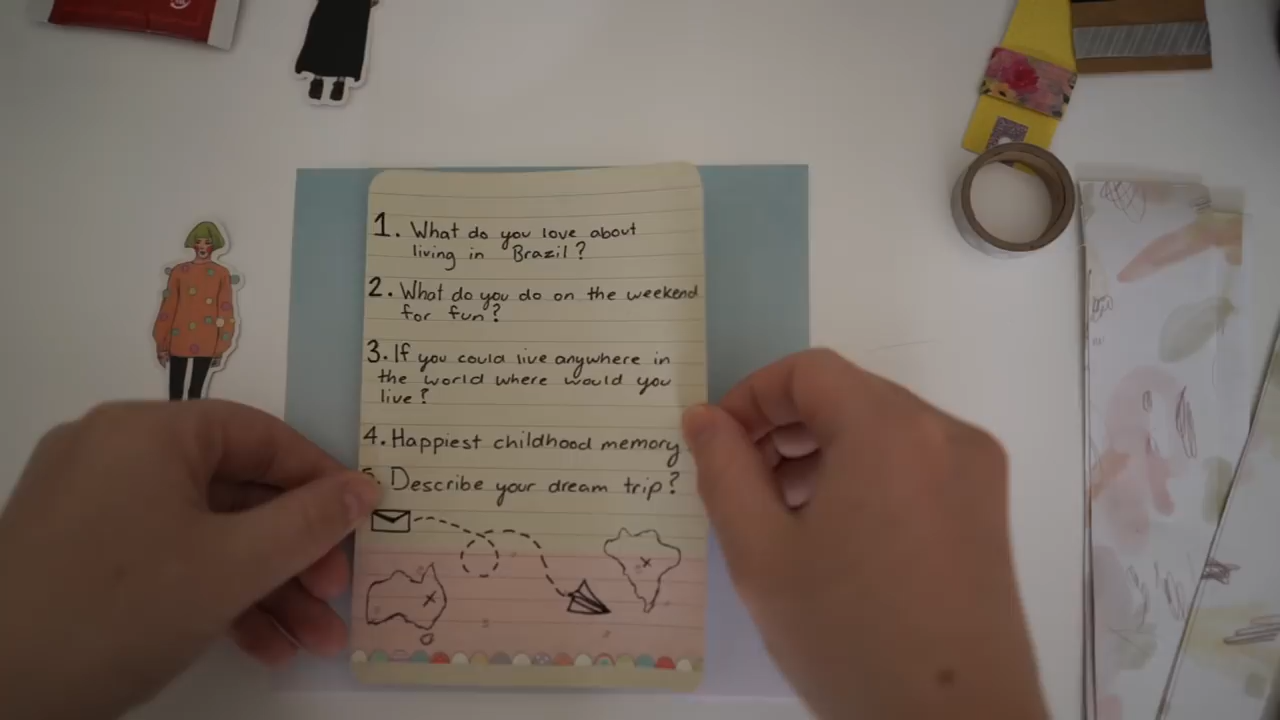 1. What do you love about
living in Brazil?
2. What do you do on the weekend
for fun?
3. If you could live anywhere in
the world where would you
live?
4. Happiest childhood memory
5. Describe your dream trip?